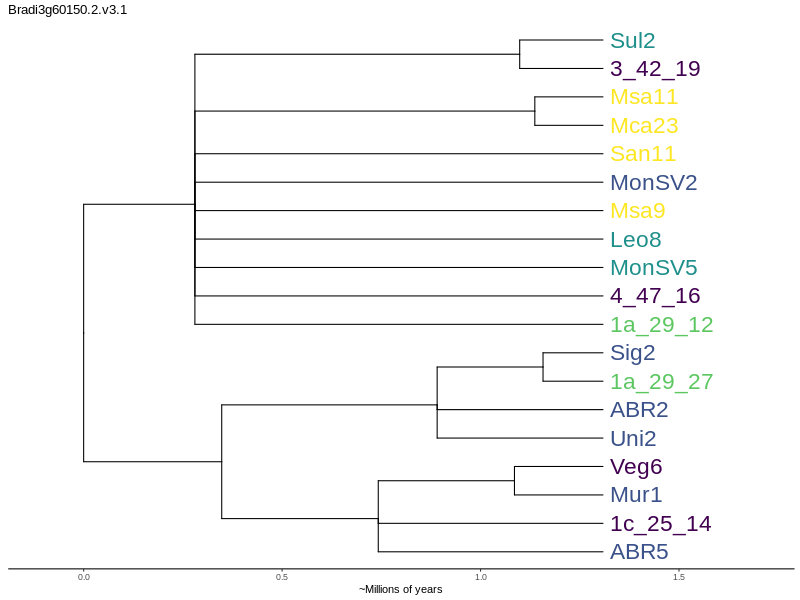 Bradi3g60150.2.v3.1
Sul2
3_42_19
Msa11
Mca23
San11
MonSV2
Msa9
Leo8
MonSV5
4_47_16
1a_29_12
Sig2
1a_29_27
ABR2
Uni2
Veg6
Mur1
1c_25_14
ABR5
0.0 0.5 1.0 1.5
~Millions of years